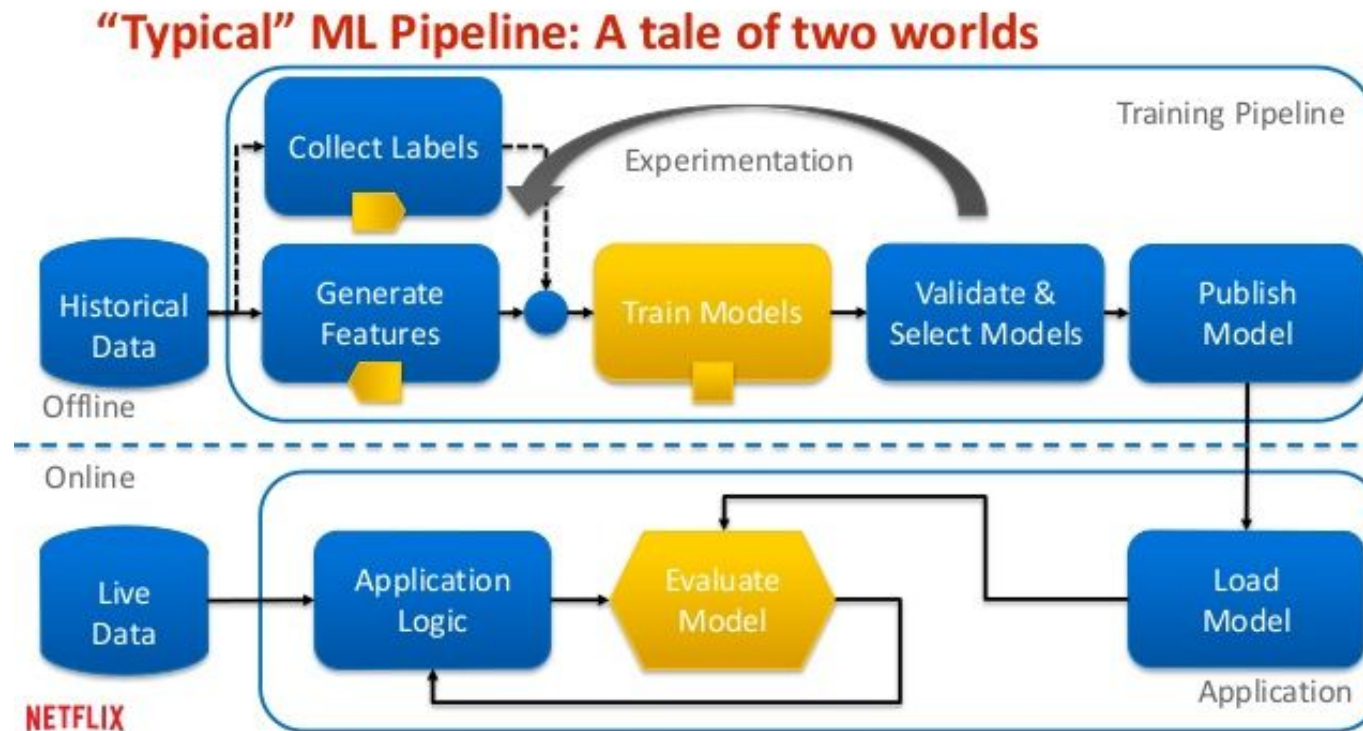 “Typical” ML Pipeline: A tale of two worlds
Training Pipeline
Collect Labels
Experimentation
Historical
Data
Generate
Features
Train Models
Validate &
Select Models
Publish
Model
Offline
Online
Live
Data
Application
Logic
Evaluate
Model
Load
Model
Application
NETFLIX